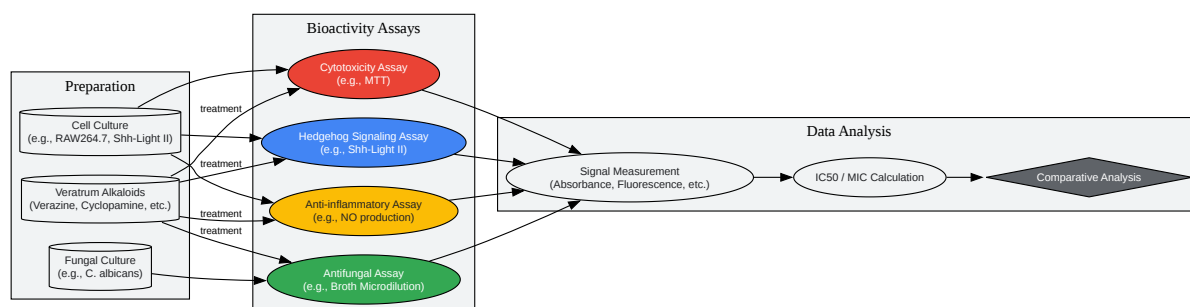 Preparation
Cell Culture
(e.g., RAW264.7, Shh-Light II)
Veratrum Alkaloids
(Verazine, Cyclopamine, etc.)
Fungal Culture
(e.g., C. albicans)
treatment
treatment
treatment
treatment
Bioactivity Assays
Cytotoxicity Assay
(e.g., MTT)
Hedgehog Signaling Assay
(e.g., Shh-Light II)
Anti-inflammatory Assay
(e.g., NO production)
Antifungal Assay
(e.g., Broth Microdilution)
Data Analysis
Signal Measurement
(Absorbance, Fluorescence, etc.)
IC50 / MIC Calculation
Comparative Analysis